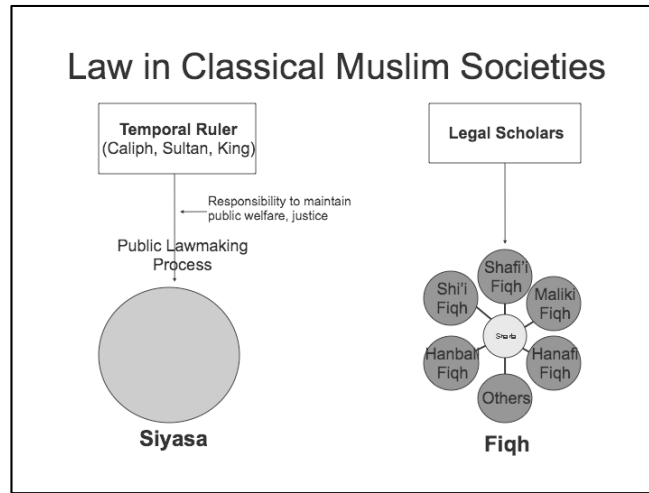 Law in Classical Muslim Societies
Temporal Ruler
(Caliph, Sultan, King)
Responsibility to maintain
public welfare, justice
Public Lawmaking
Process
Siyasa
Legal Scholars
Shafi'i
Fiqh
Shi'i
Fiqh
Maliki
Fiqh
Sharia
Hanbali
Fiqh
Hanafi
Fiqh
Others
Fiqh